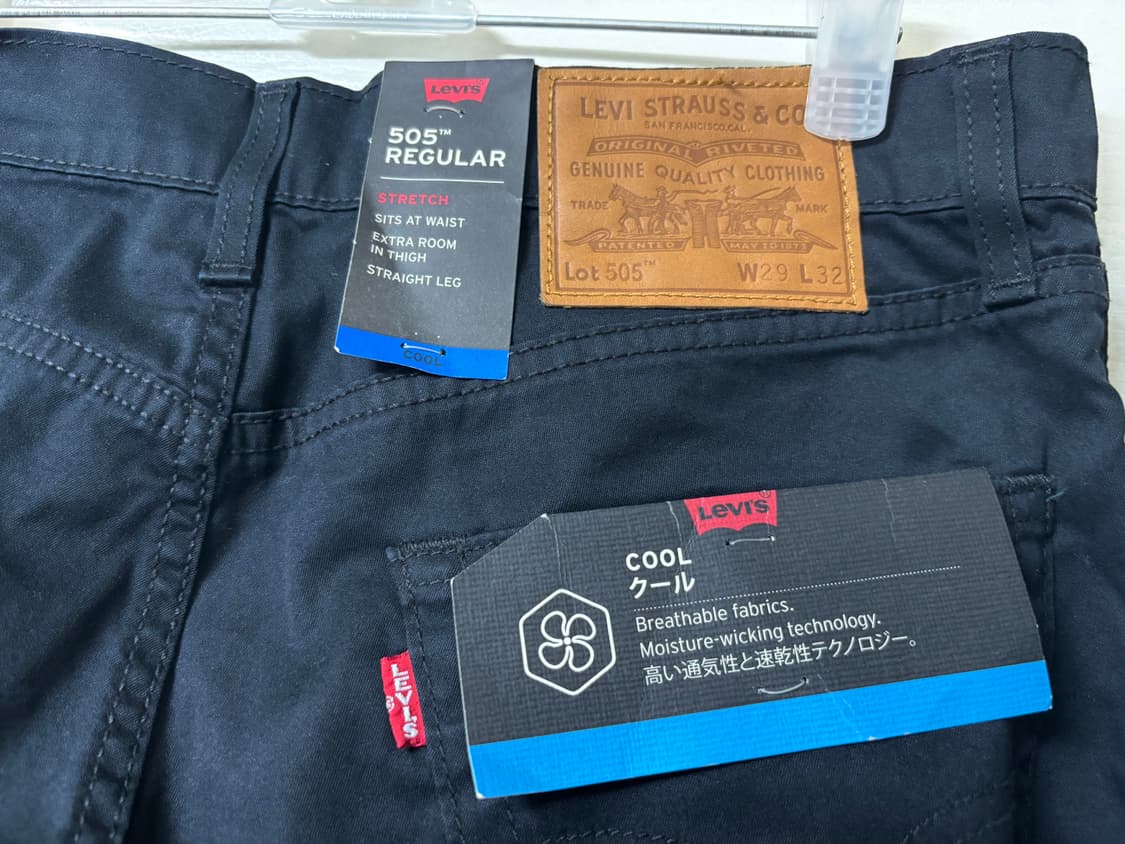 Levi's
505™
REGULAR
STRETCH
SITS AT WAIST
EXTRA ROOM
IN THIGH
STRAIGHT LEG
COOL
LEVI STRAUSS & CO
SAN FRANCISCO, CAL.
ORIGINAL RIVETED
GENUINE QUALITY CLOTHING
TRADE MARK
PATENTED MAY 20 1873
Lot 505™ W29 L32
Levi's®
COOL
クール
Breathable fabrics.
Moisture-wicking technology.
高い通気性と速乾性テクノロジー。
LEVI'S
®